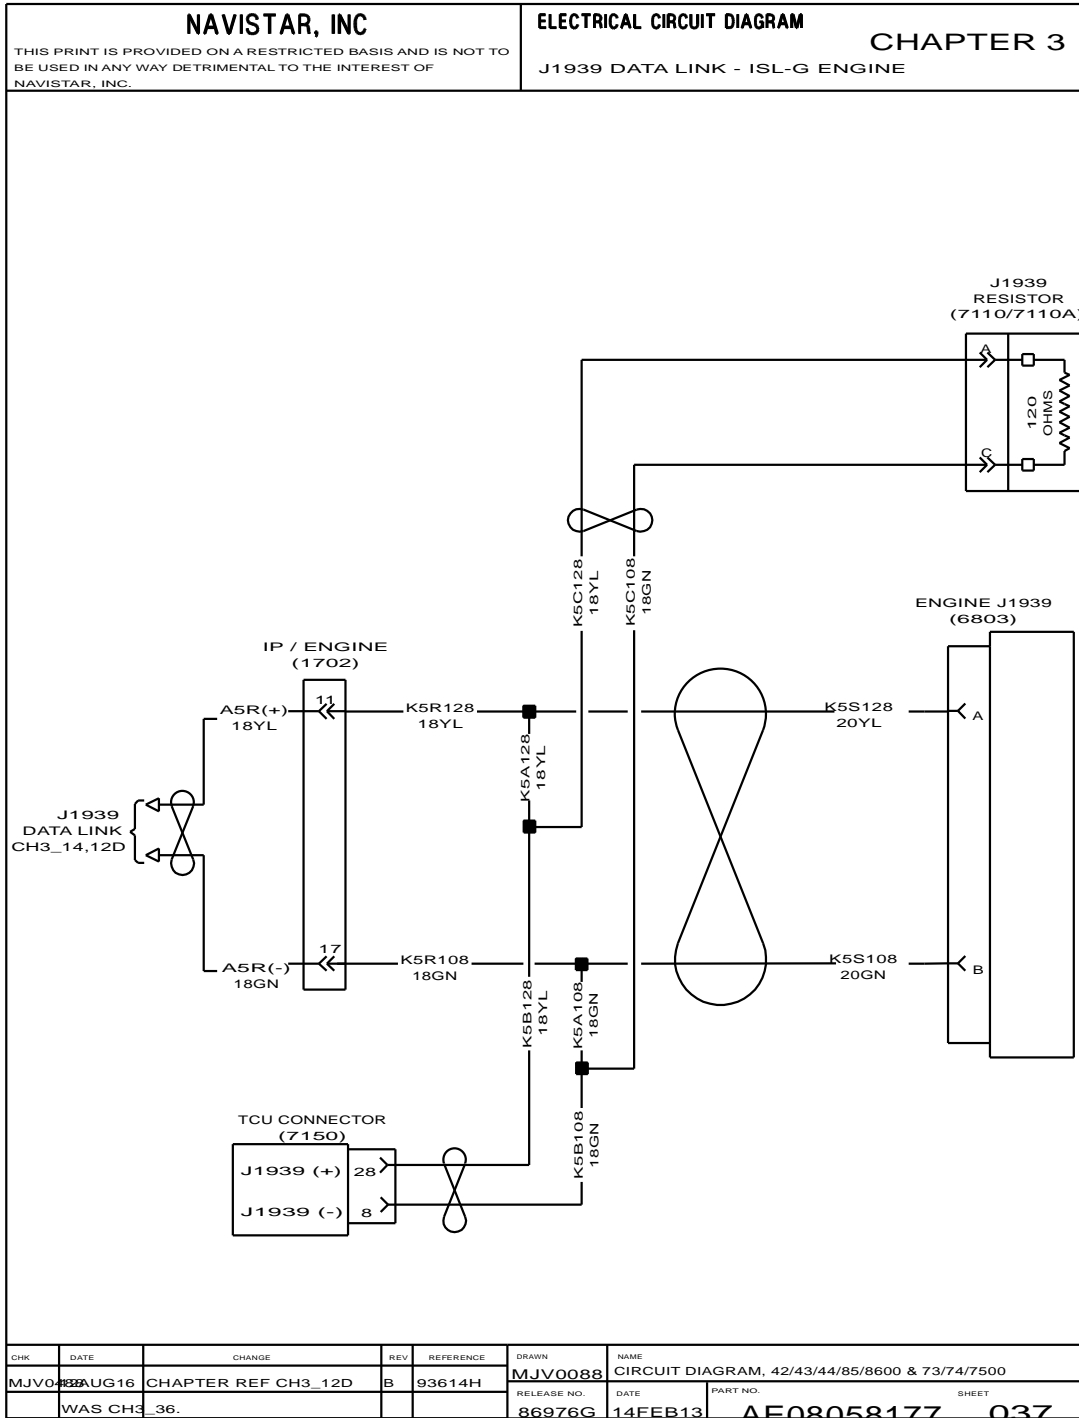 NAVISTAR, INC
THIS PRINT IS PROVIDED ON A RESTRICTED BASIS AND IS NOT TO
BE USED IN ANY WAY DETRIMENTAL TO THE INTEREST OF
NAVISTAR, INC.
ELECTRICAL CIRCUIT DIAGRAM
CHAPTER 3
J1939 DATA LINK - ISL-G ENGINE
J1939
RESISTOR
(7110/7110A)
A
120
OHMS
C
K5C128
18YL
K5C108
18GN
ENGINE J1939
(6803)
IP / ENGINE
(1702)
A5R(+)
18YL
11
K5R128
18YL
K5A128
18YL
K5S128
20YL
A
J1939
DATA LINK
CH3_14,12D
A5R(-)
18GN
17
K5R108
18GN
K5B128
18YL
K5A108
18GN
K5S108
20GN
B
K5B108
18GN
TCU CONNECTOR
(7150)
J1939 (+)
28
J1939 (-)
8
CHK
DATE
CHANGE
REV
REFERENCE
DRAWN
NAME
AUG16
CHAPTER REF CH3_12D
B
93614H
MJV0088
CIRCUIT DIAGRAM, 42/43/44/85/8600 & 73/74/7500
WAS CH3_36.
RELEASE NO.
DATE
PART NO.
SHEET
86976G
14FEB13
AE08058177
037